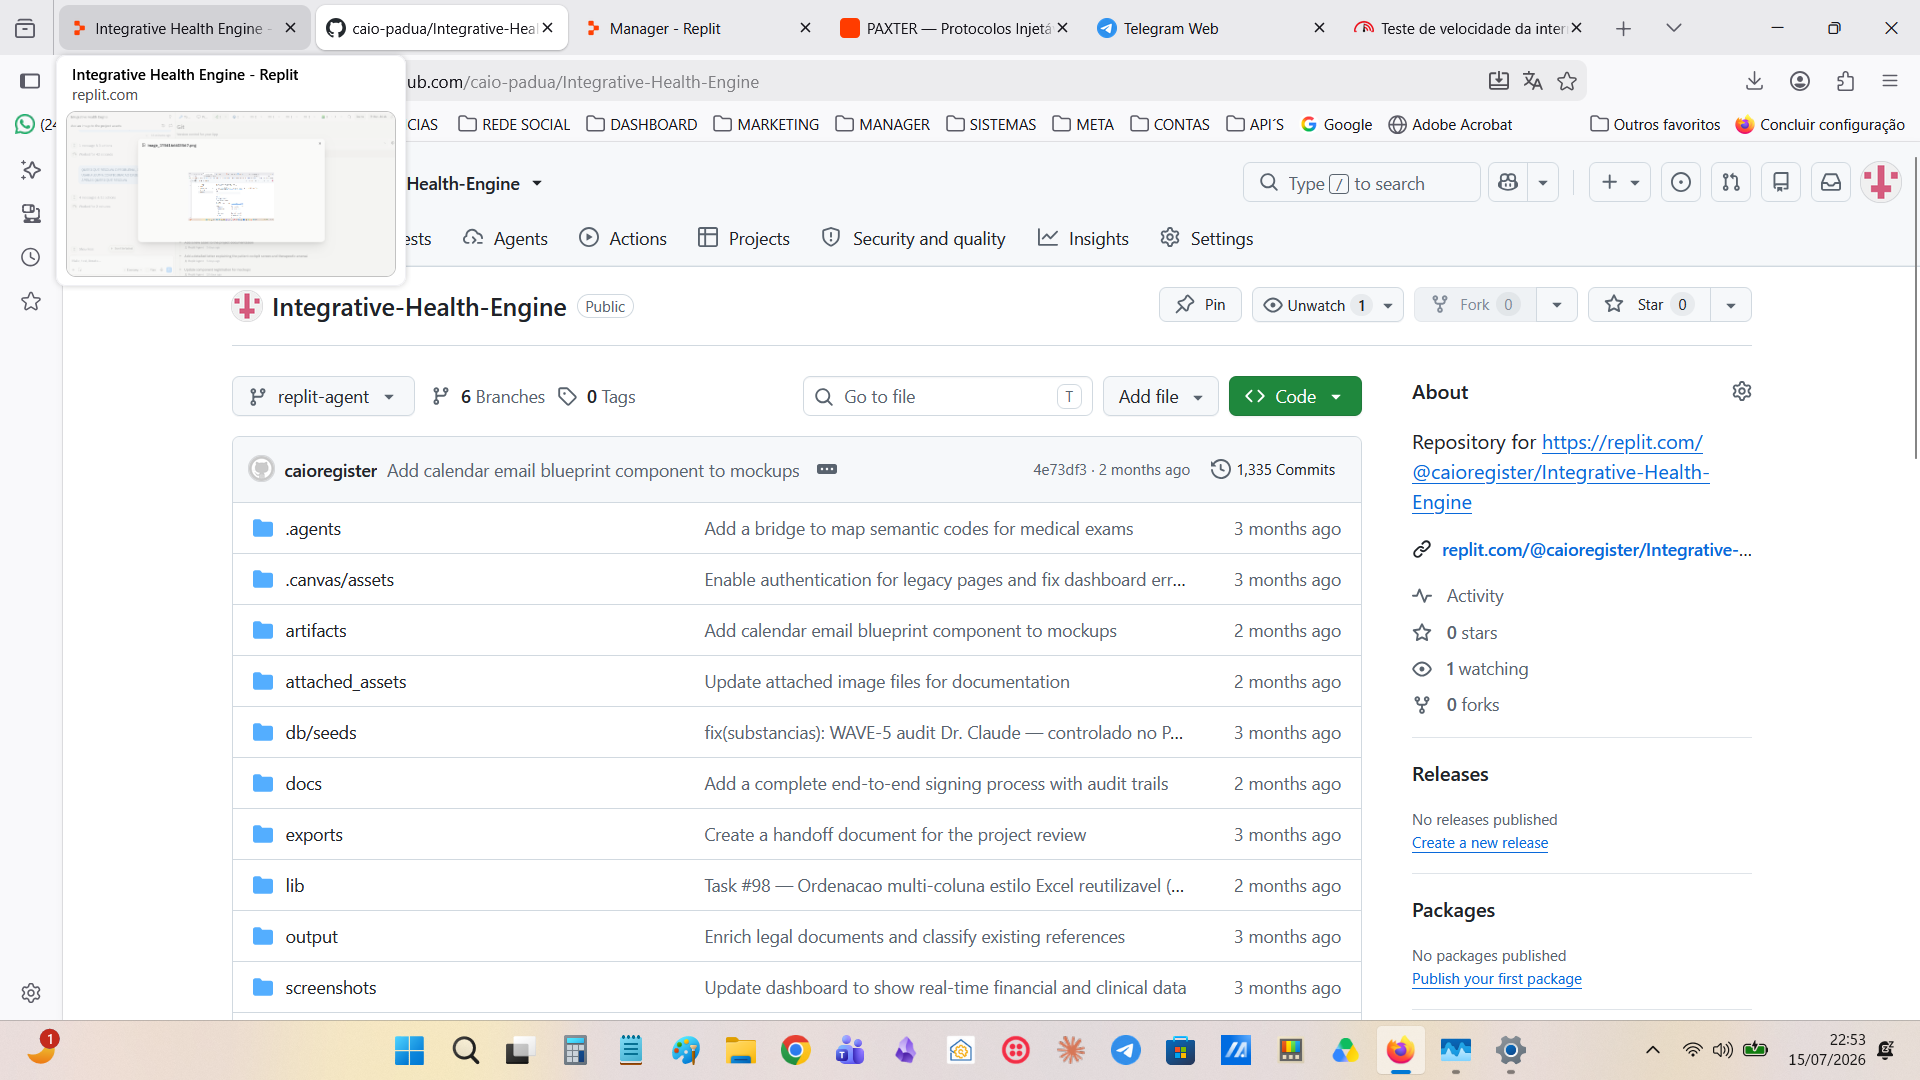 Integrative Health Engine -
caio-padua/Integrative-Heal
Manager - Replit
PAXTER — Protocolos Injetá
Telegram Web
Teste de velocidade da inter
Integrative Health Engine - Replit
replit.com
ub.com/caio-padua/Integrative-Health-Engine
(24
CIAS
REDE SOCIAL
DASHBOARD
MARKETING
MANAGER
SISTEMAS
META
CONTAS
API´S
Google
Adobe Acrobat
Outros favoritos
Concluir configuração
Health-Engine
Type / to search
ests
Agents
Actions
Projects
Security and quality
Insights
Settings
Integrative-Health-Engine
Public
Pin
Unwatch 1
Fork 0
Star 0
replit-agent
6 Branches
0 Tags
Go to file
T
Add file
Code
caioregister Add calendar email blueprint component to mockups
4e73df3 · 2 months ago
1,335 Commits
.agents Add a bridge to map semantic codes for medical exams 3 months ago
.canvas/assets Enable authentication for legacy pages and fix dashboard err... 3 months ago
artifacts Add calendar email blueprint component to mockups 2 months ago
attached_assets Update attached image files for documentation 2 months ago
db/seeds fix(substancias): WAVE-5 audit Dr. Claude — controlado no P... 3 months ago
docs Add a complete end-to-end signing process with audit trails 2 months ago
exports Create a handoff document for the project review 3 months ago
lib Task #98 — Ordenacao multi-coluna estilo Excel reutilizavel (... 2 months ago
output Enrich legal documents and classify existing references 3 months ago
screenshots Update dashboard to show real-time financial and clinical data 3 months ago
About
Repository for https://replit.com/
@caioregister/Integrative-Health-
Engine
replit.com/@caioregister/Integrative-...
Activity
0 stars
1 watching
0 forks
Releases
No releases published
Create a new release
Packages
No packages published
Publish your first package
1
22:53
15/07/2026